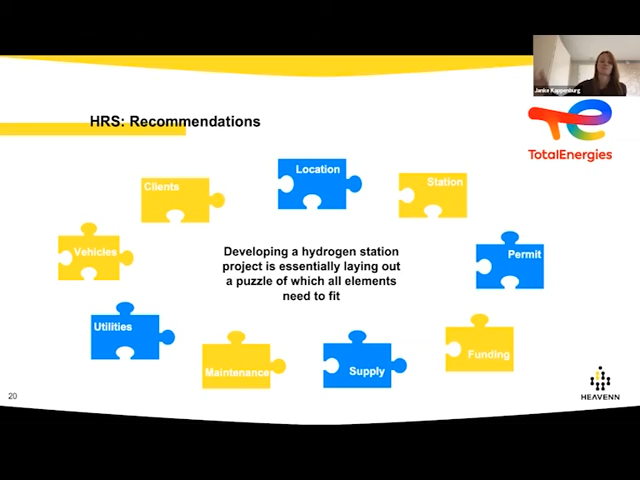 Janke Kappenburg
HRS: Recommendations
TotalEnergies
Location
Clients
Station
Vehicles
Developing a hydrogen station
project is essentially laying out
a puzzle of which all elements
need to fit
Permit
Utilities
Funding
Maintenance
Supply
20
HEAVENN